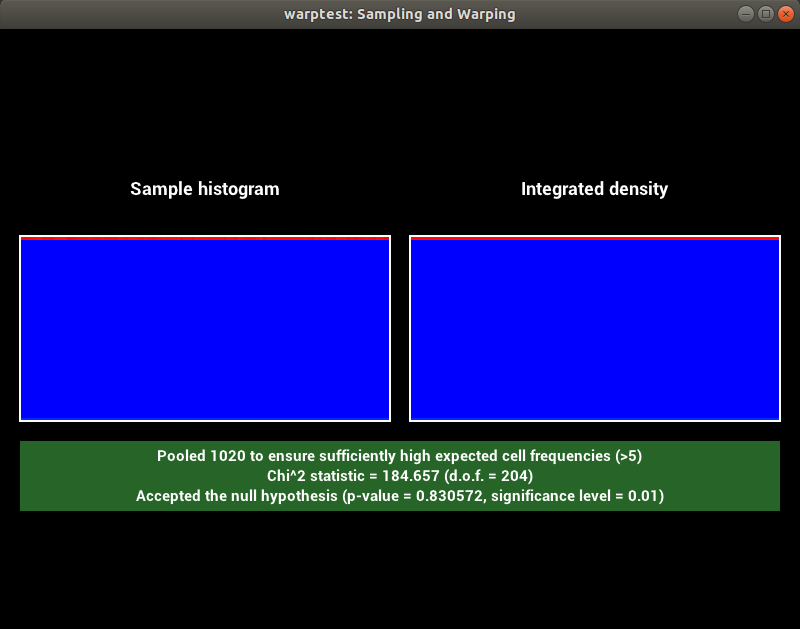 warptest: Sampling and Warping
Sample histogram
Integrated density
Pooled 1020 to ensure sufficiently high expected cell frequencies (>5)
Chi^2 statistic = 184.657 (d.o.f. = 204)
Accepted the null hypothesis (p-value = 0.830572, significance level = 0.01)